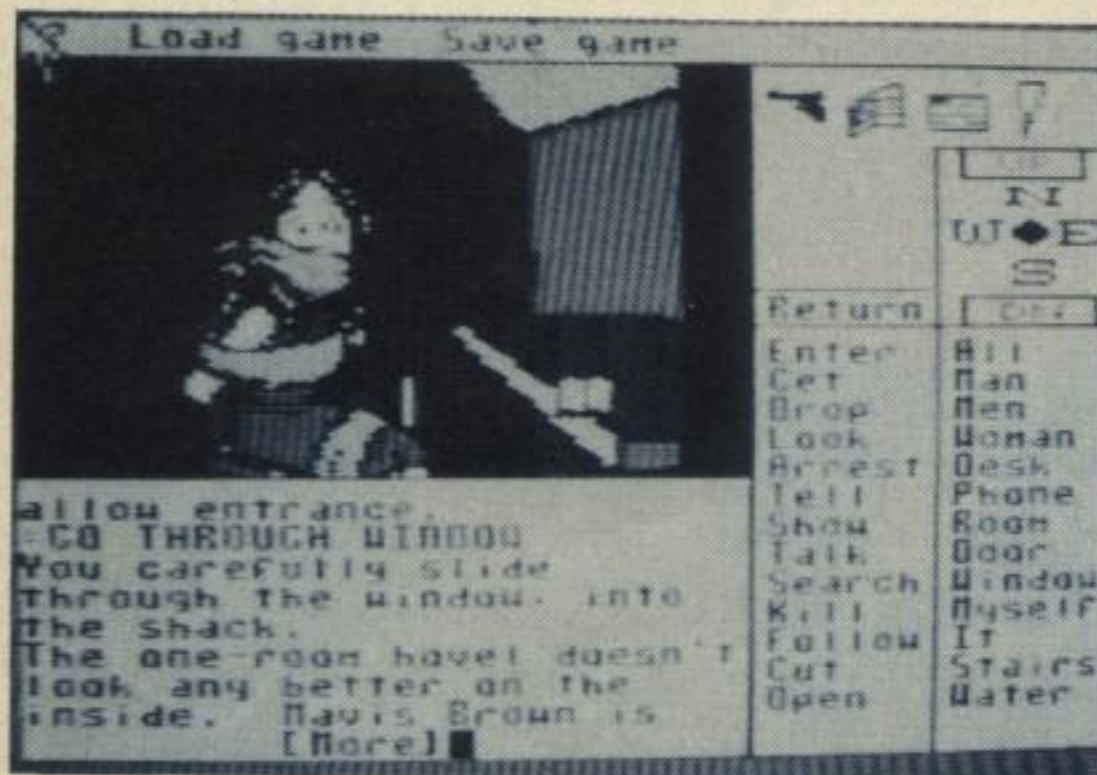 Load game Save game
N
W E
S
Return
Enter All
Get Man
Drop Men
Look Woman
Arrest Desk
Tell Phone
Show Room
Talk Door
Search Window
Kill Myself
Follow It
Cut Stairs
Open Water
allow entrance.
GO THROUGH WINDOW
You carefully slide
through the window, into
the shack.
The one-room hovel doesn't
look any better on the
inside. Mavis Brown is
[More]